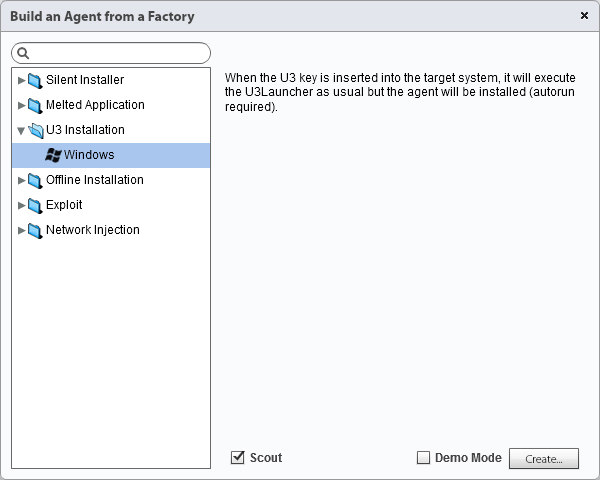 Build an Agent from a Factory
Silent Installer
Melted Application
U3 Installation
Windows
Offline Installation
Exploit
Network Injection
When the U3 key is inserted into the target system, it will execute
the U3Launcher as usual but the agent will be installed (autorun
required).
Scout
Demo Mode
Create...